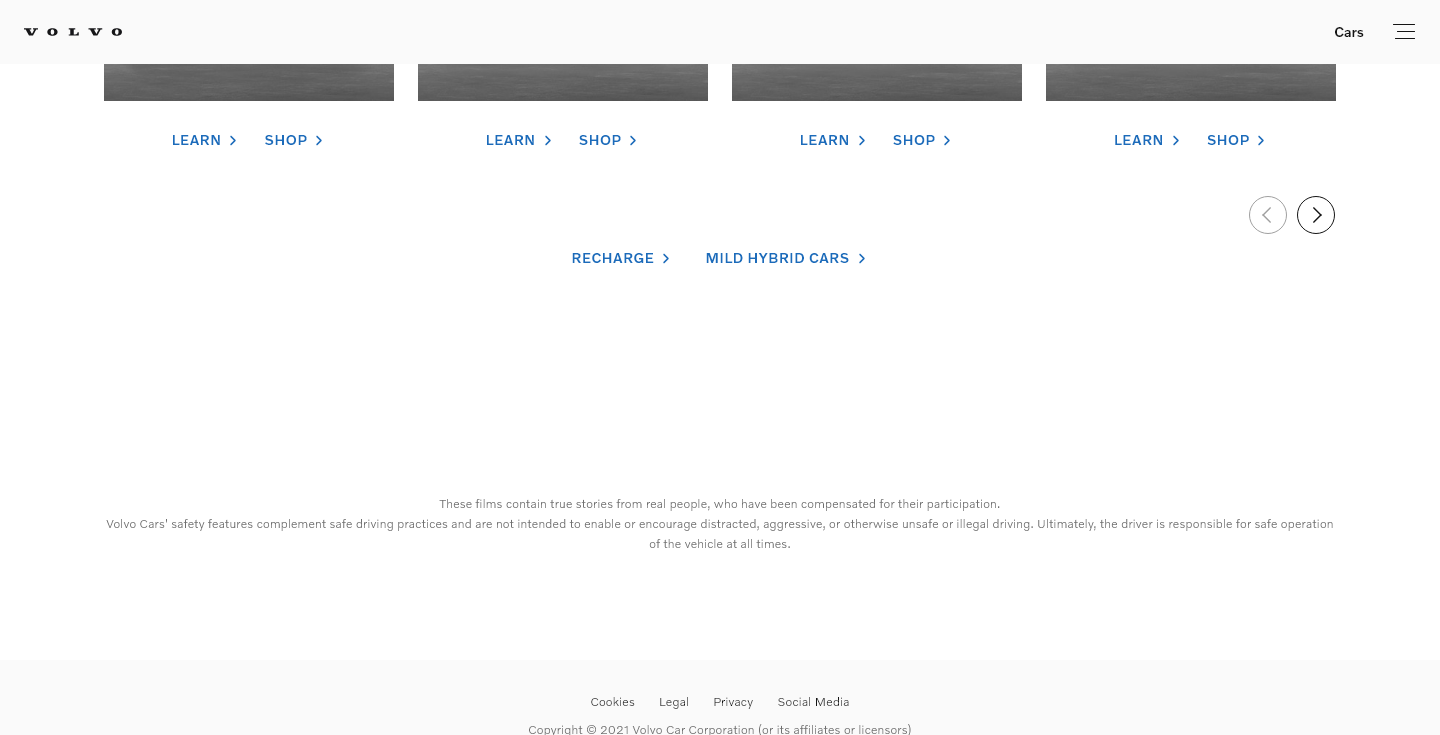 VOLVO
Cars
LEARN SHOP LEARN SHOP LEARN SHOP LEARN SHOP
RECHARGE MILD HYBRID CARS
These films contain true stories from real people, who have been compensated for their participation.
Volvo Cars' safety features complement safe driving practices and are not intended to enable or encourage distracted, aggressive, or otherwise unsafe or illegal driving. Ultimately, the driver is responsible for safe operation
of the vehicle at all times.
Cookies Legal Privacy Social Media
Copyright © 2021 Volvo Car Corporation (or its affiliates or licensors)